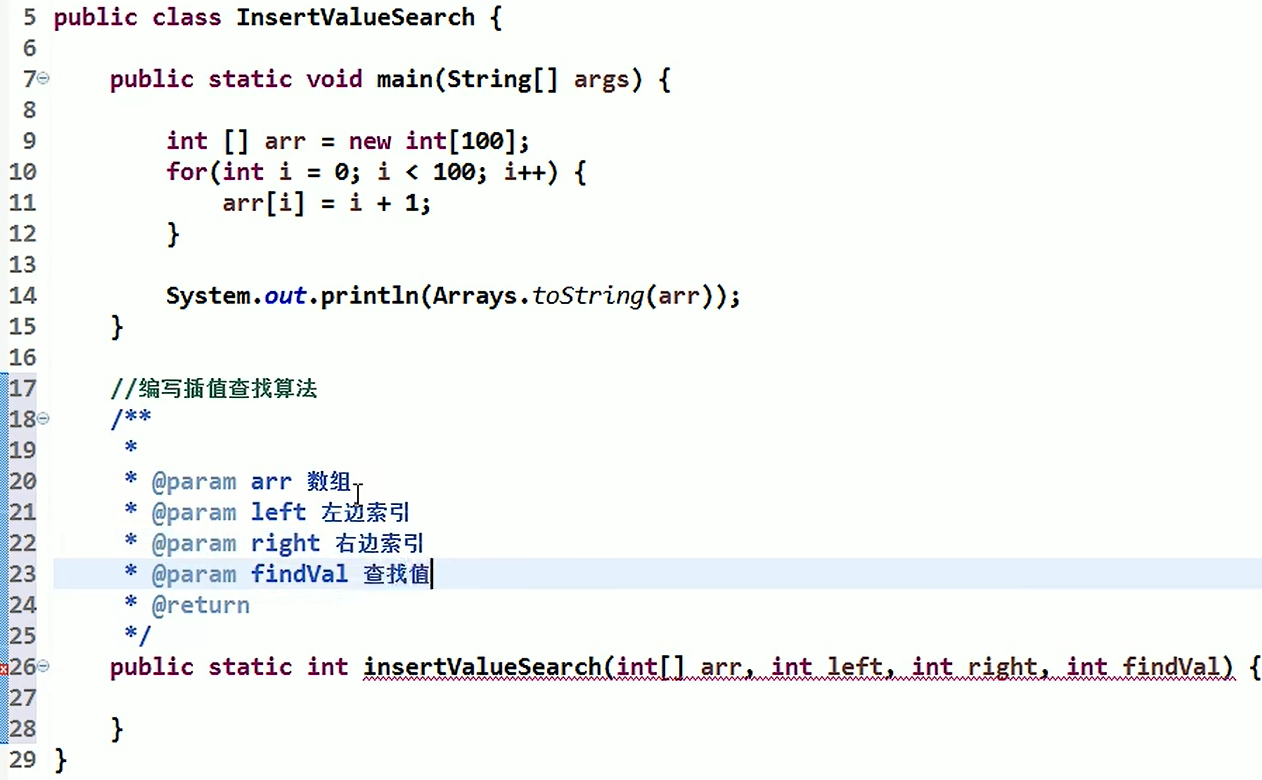 5 public class InsertValueSearch {
6
7 public static void main(String[] args) {
8
9 int [] arr = new int[100];
10 for(int i = 0; i < 100; i++) {
11 arr[i] = i + 1;
12 }
13
14 System.out.println(Arrays.toString(arr));
15 }
16
17 //编写插值查找算法
18 /**
19 *
20 * @param arr 数组
21 * @param left 左边索引
22 * @param right 右边索引
23 * @param findVal 查找值
24 * @return
25 */
26 public static int insertValueSearch(int[] arr, int left, int right, int findVal) {
27
28 }
29 }